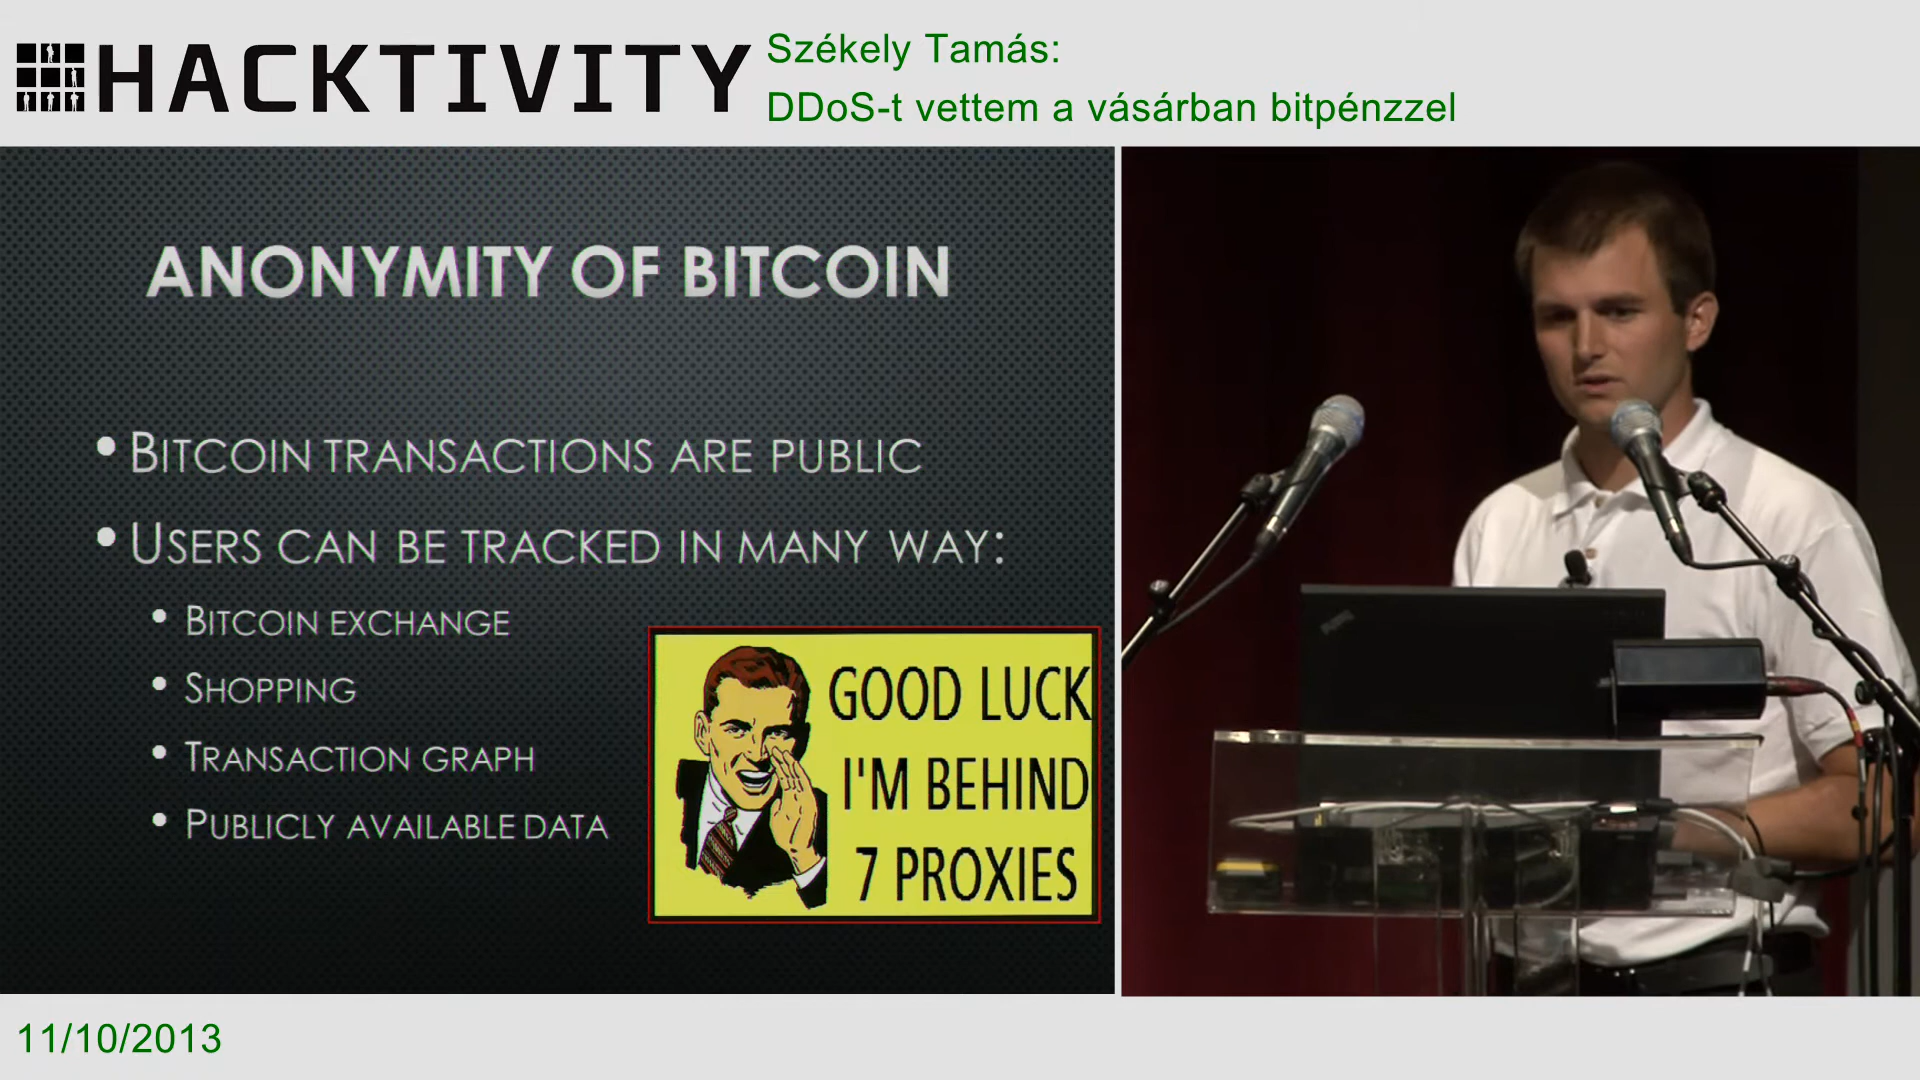 HACKTIVITY
Székely Tamás:
DDoS-t vettem a vásárban bitpénzzel
ANONYMITY OF BITCOIN
• BITCOIN TRANSACTIONS ARE PUBLIC
• USERS CAN BE TRACKED IN MANY WAY:
• BITCOIN EXCHANGE
• SHOPPING
• TRANSACTION GRAPH
• PUBLICLY AVAILABLE DATA
GOOD LUCK
I'M BEHIND
7 PROXIES
11/10/2013